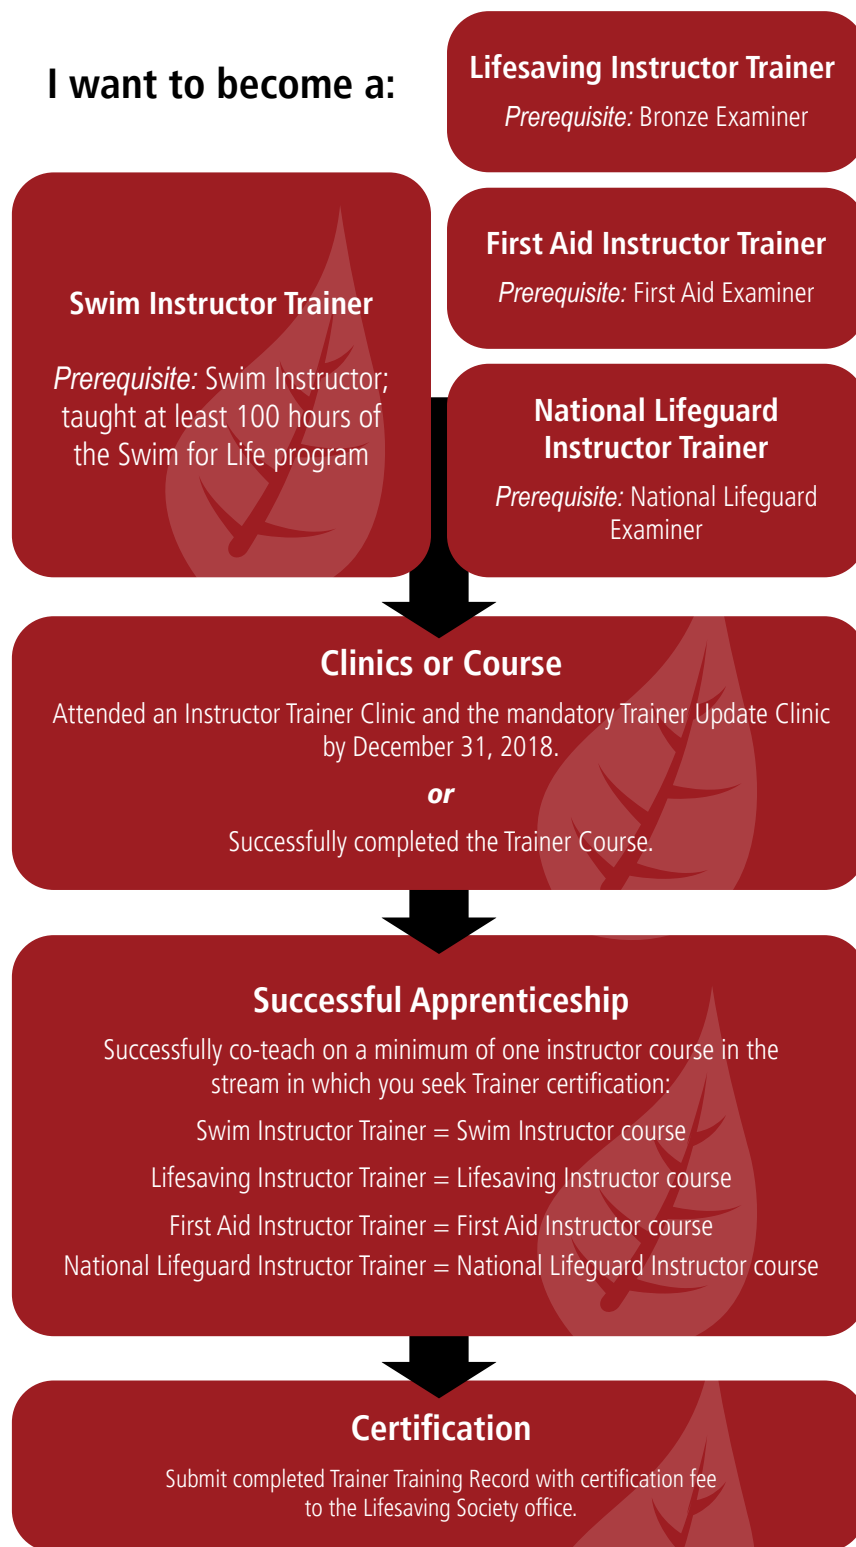 I want to become a:
Lifesaving Instructor Trainer
Prerequisite: Bronze Examiner
Swim Instructor Trainer
Prerequisite: Swim Instructor;
taught at least 100 hours of
the Swim for Life program
First Aid Instructor Trainer
Prerequisite: First Aid Examiner
National Lifeguard
Instructor Trainer
Prerequisite: National Lifeguard
Examiner
Clinics or Course
Attended an Instructor Trainer Clinic and the mandatory Trainer Update Clinic
by December 31, 2018.
or
Successfully completed the Trainer Course.
Successful Apprenticeship
Successfully co-teach on a minimum of one instructor course in the
stream in which you seek Trainer certification:
Swim Instructor Trainer = Swim Instructor course
Lifesaving Instructor Trainer = Lifesaving Instructor course
First Aid Instructor Trainer = First Aid Instructor course
National Lifeguard Instructor Trainer = National Lifeguard Instructor course
Certification
Submit completed Trainer Training Record with certification fee
to the Lifesaving Society office.